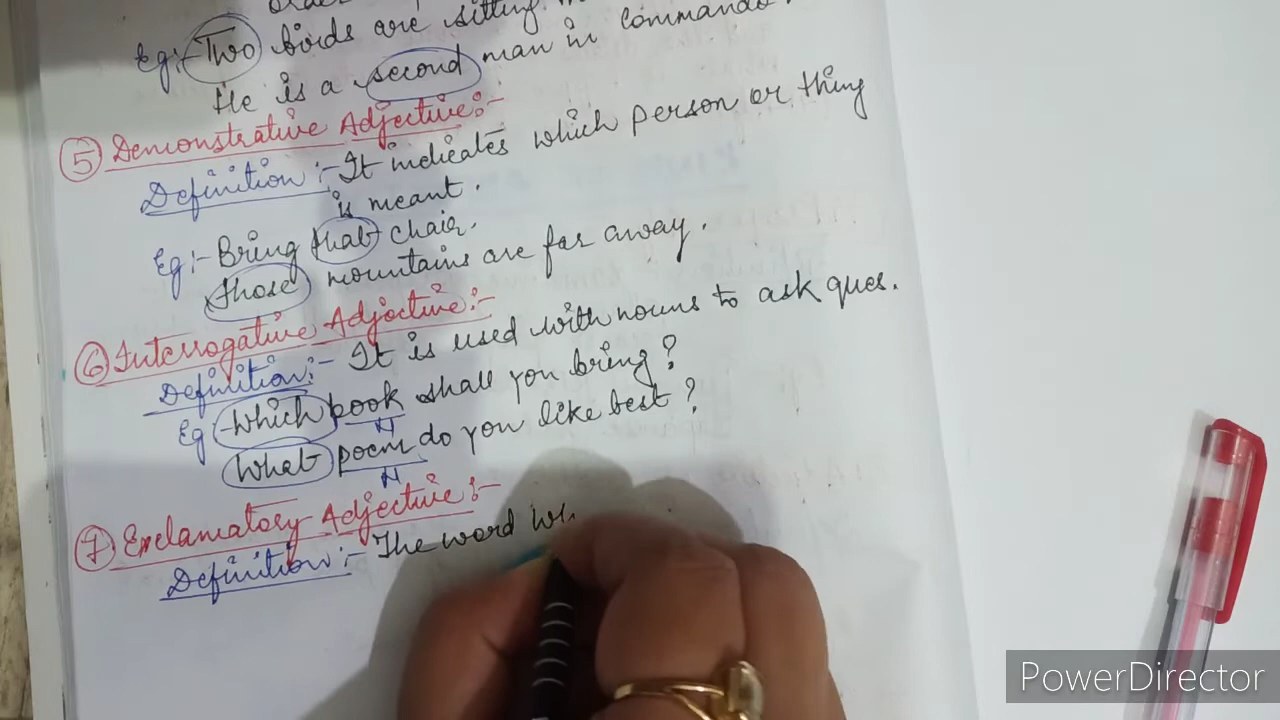 Eg:- Two birds are sitting
He is a second man in commando
⑤ Demonstrative Adjective:-
Definition:- It indicates which person or thing
is meant.
Eg:- Bring that chair.
those mountains are far away.
⑥ Interrogative Adjective:-
Definition:- It is used with nouns to ask ques.
Eg -Which book shall you bring?
N
What poem do you like best?
N
⑦ Exclamatory Adjective:-
Definition:- The word wh
PowerDirector